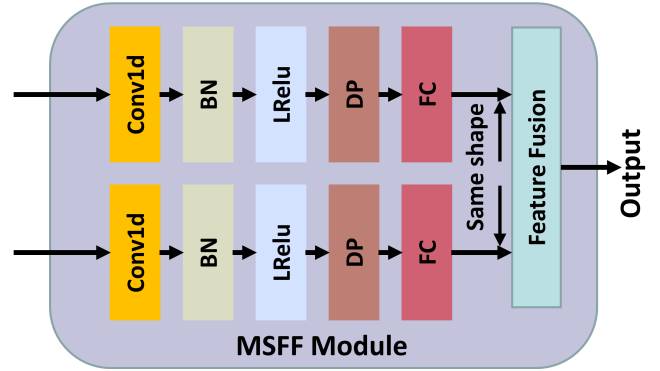 Conv1d
BN
LRelu
DP
FC
Same shape
Feature Fusion
Output
Conv1d
BN
LRelu
DP
FC
MSFF Module